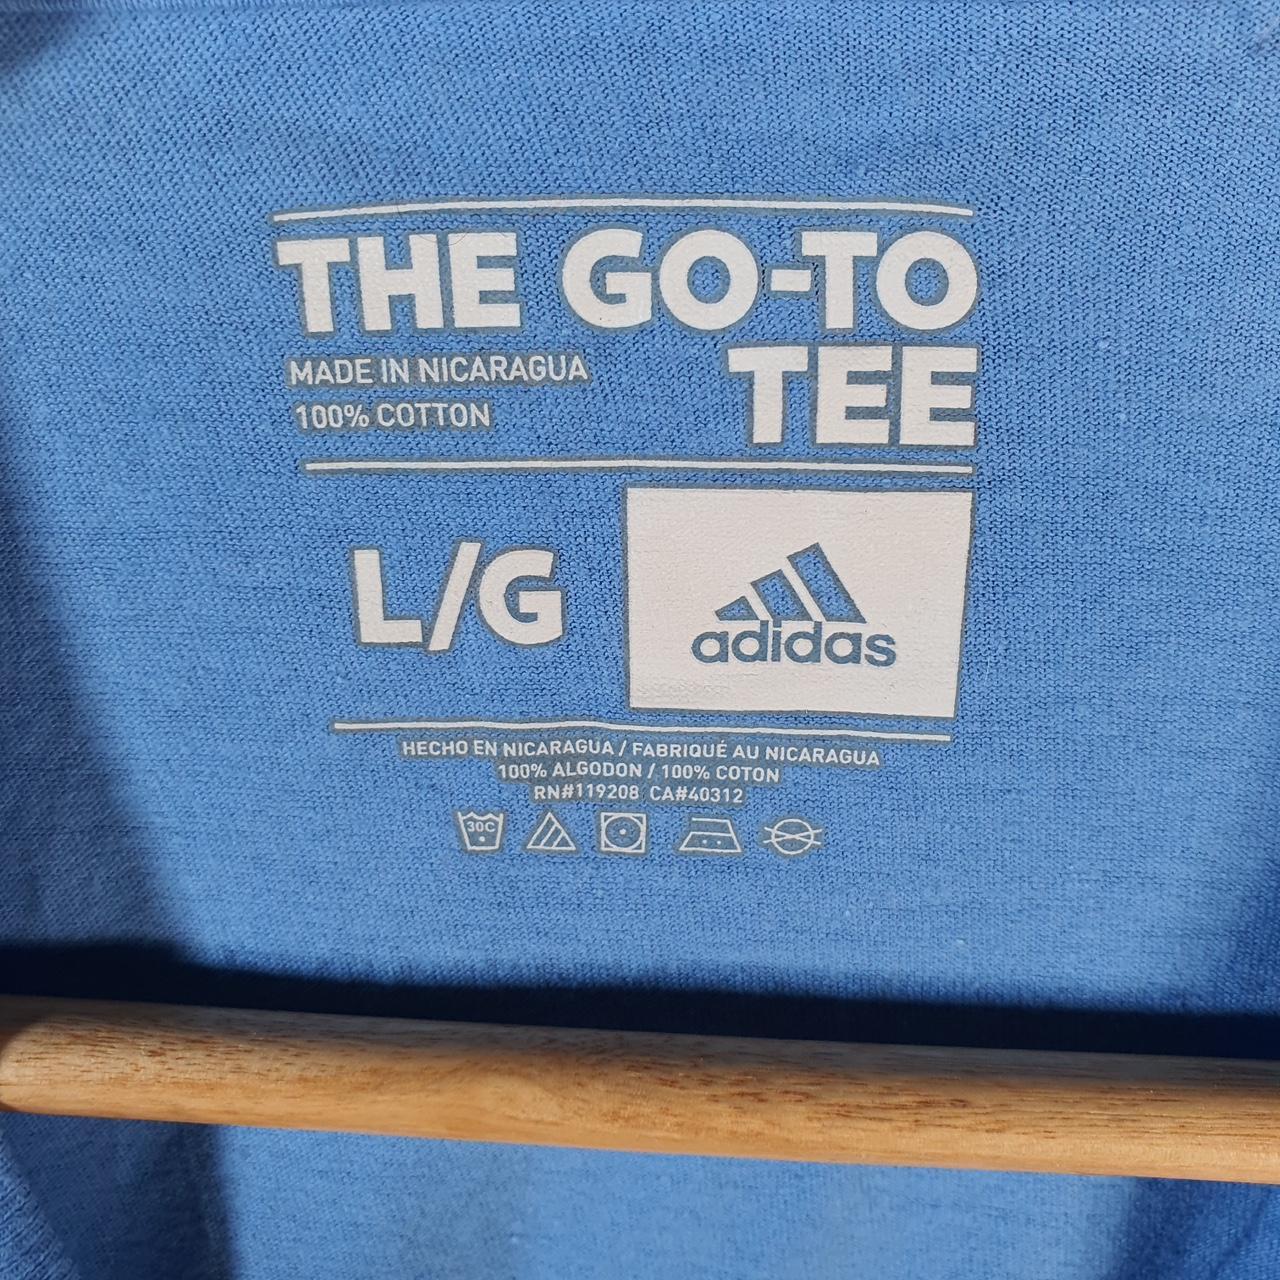 THE GO-TO
TEE
MADE IN NICARAGUA
100% COTTON
L/G
adidas
HECHO EN NICARAGUA / FABRIQUÉ AU NICARAGUA
100% ALGODON / 100% COTON
RN#119208 CA#40312
30C